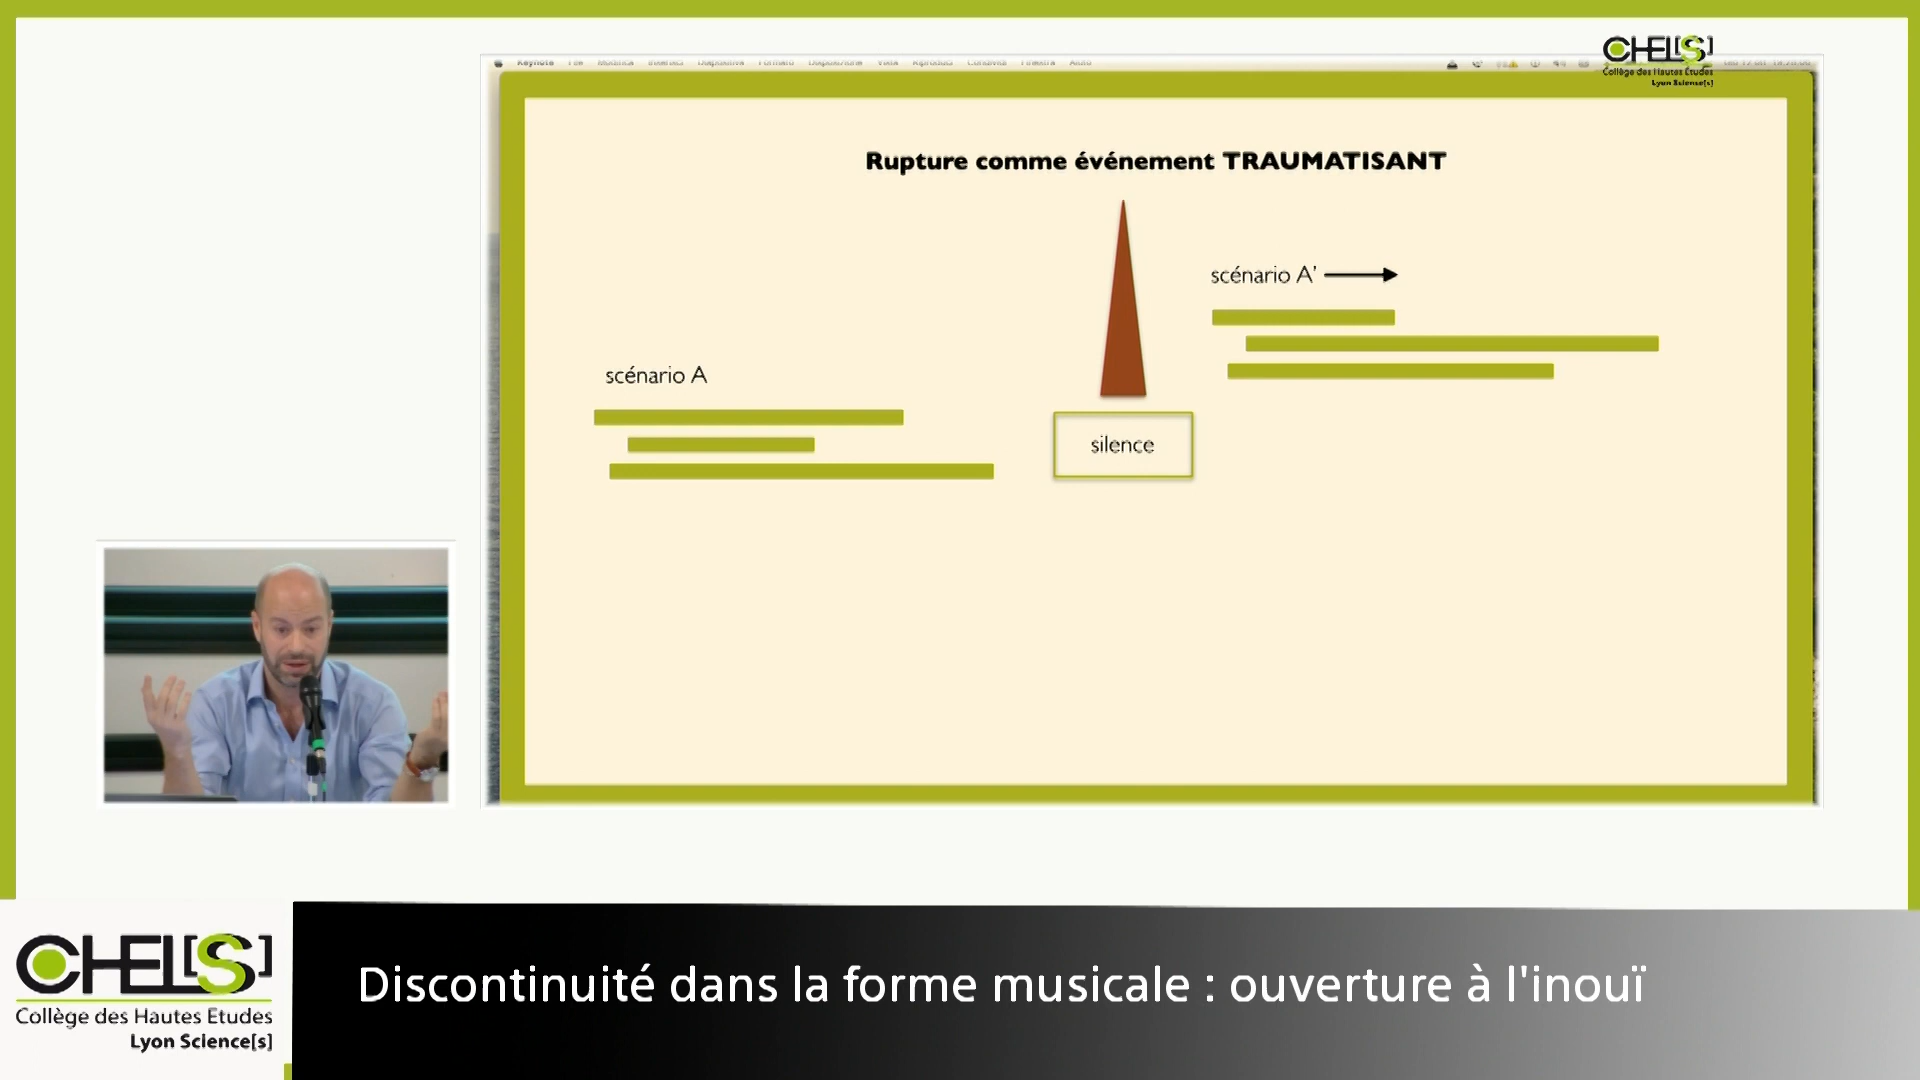 Keynote
CHEL[S]
Collège des Hautes Etudes
Lyon Science[s]
Rupture comme événement TRAUMATISANT
scénario A'
scénario A
silence
CHEL[S]
Collège des Hautes Etudes
Lyon Science[s]
Discontinuité dans la forme musicale : ouverture à l'inouï